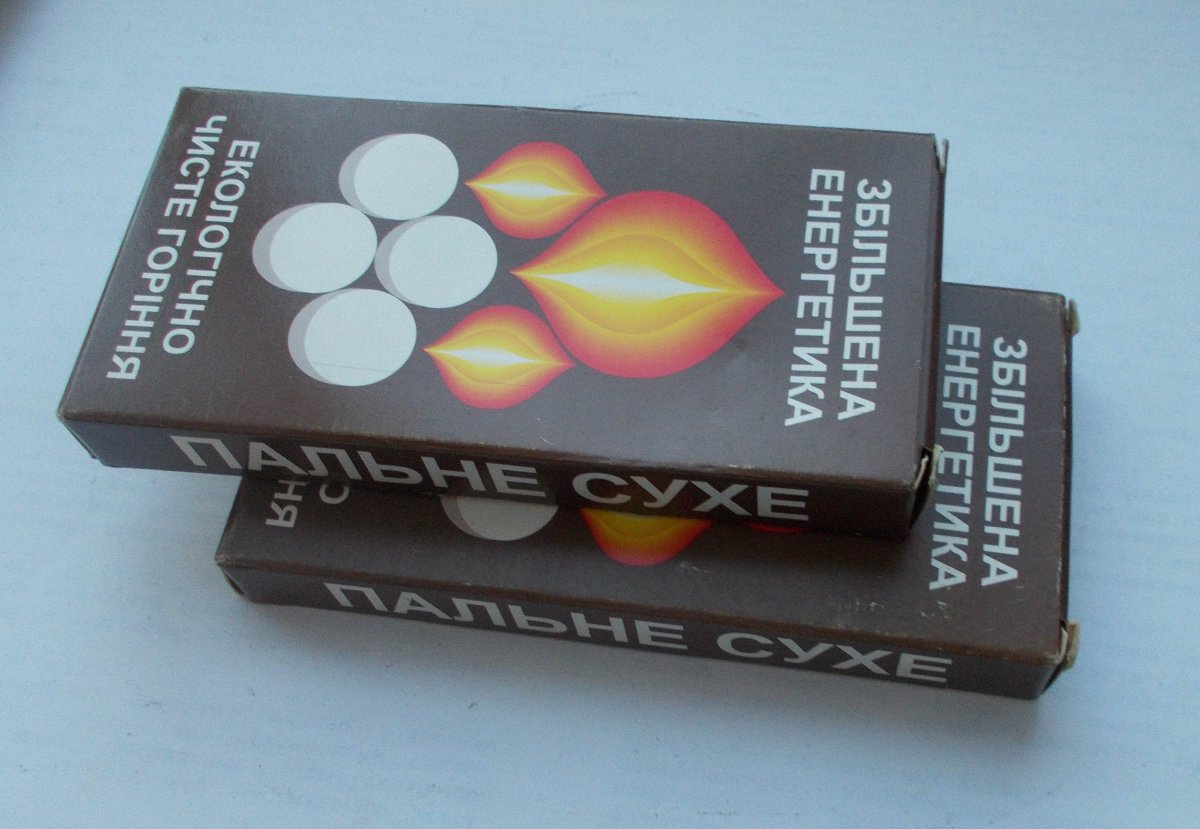 ЕКОЛОГІЧНО
ЧИСТЕ ГОРІННЯ
ЗБІЛЬШЕНА
ЕНЕРГЕТИКА
ПАЛЬНЕ СУХЕ
ЗБІЛЬШЕНА
ЕНЕРГЕТИКА
ПАЛЬНЕ СУХЕ